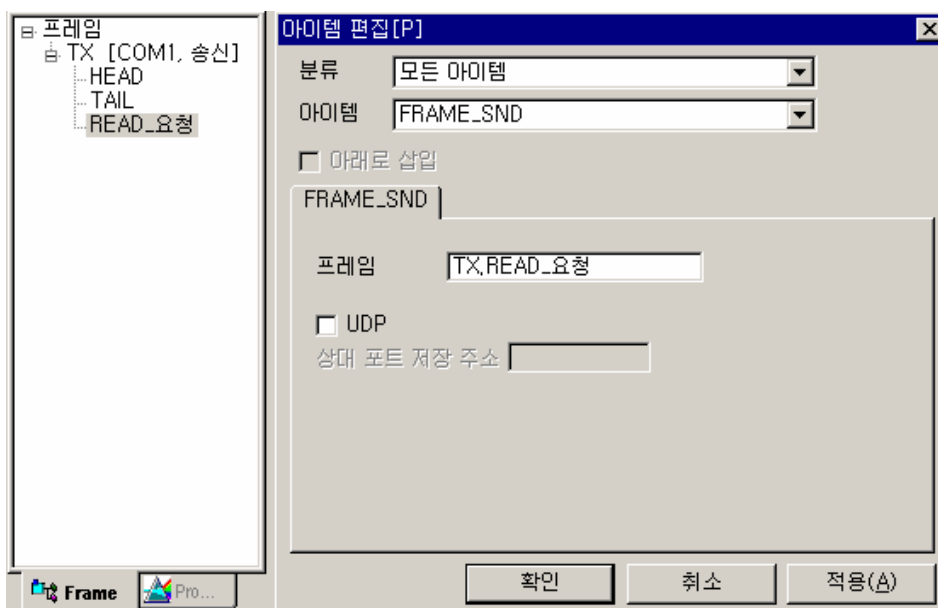 프레임
TX [COM1, 송신]
HEAD
TAIL
READ_요청
Frame
Pro...
아이템 편집[P]
분류 모든 아이템
아이템 FRAME_SND
아래로 삽입
FRAME_SND
프레임 TX,READ_요청
UDP
상대 포트 저장 주소
확인 취소 적용(A)